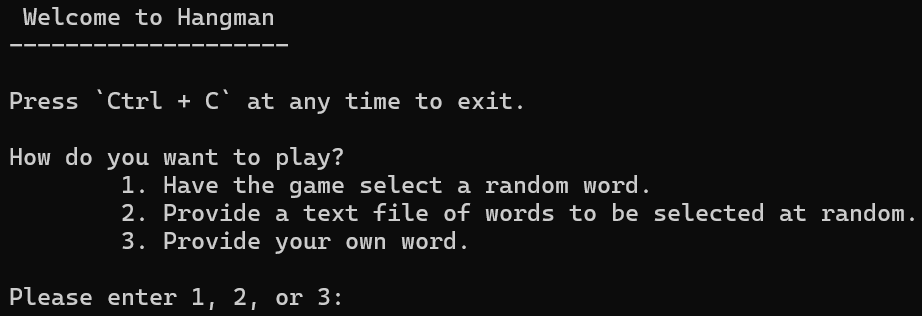 Welcome to Hangman
--------------------
Press `Ctrl + C` at any time to exit.
How do you want to play?
1. Have the game select a random word.
2. Provide a text file of words to be selected at random.
3. Provide your own word.
Please enter 1, 2, or 3: